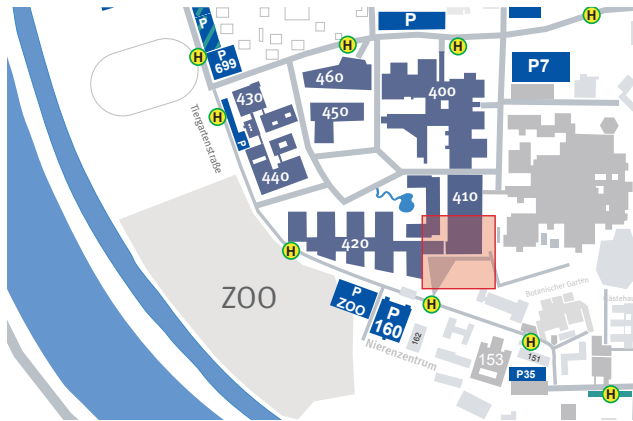 P
H
P
H
H
P
699
P7
460
430
400
H
450
P
Tiergartenstraße
440
410
420
H
ZOO
P
ZOO
P
160
H
Botanischer Garten
162
Nierenzentrum
H
153
151
P35
H